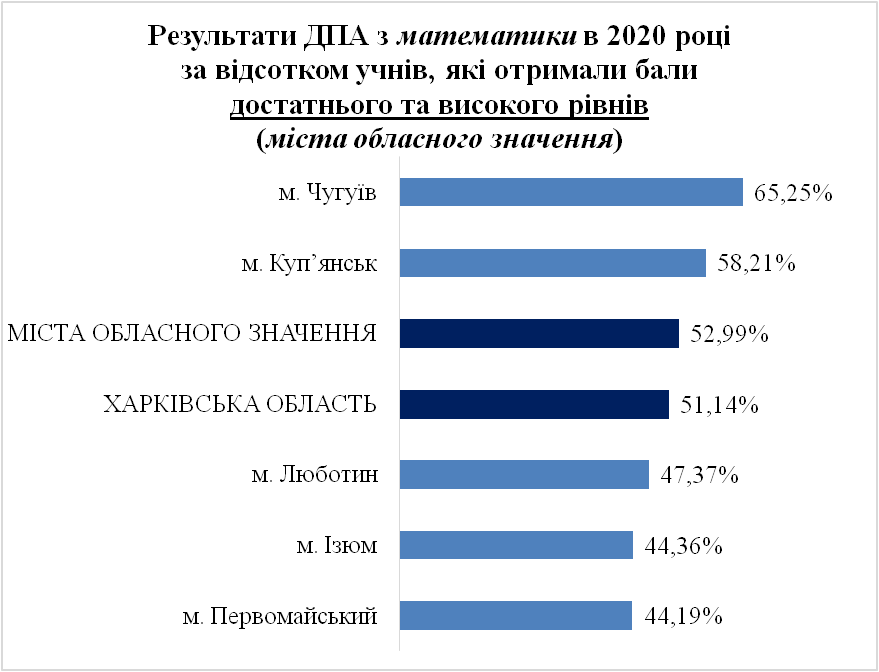 Результати ДПА з математики в 2020 році
за відсотком учнів, які отримали бали
достатнього та високого рівнів
(міста обласного значення)
м. Чугуїв 65,25%
м. Куп’янськ 58,21%
МІСТА ОБЛАСНОГО ЗНАЧЕННЯ 52,99%
ХАРКІВСЬКА ОБЛАСТЬ 51,14%
м. Люботин 47,37%
м. Ізюм 44,36%
м. Первомайський 44,19%